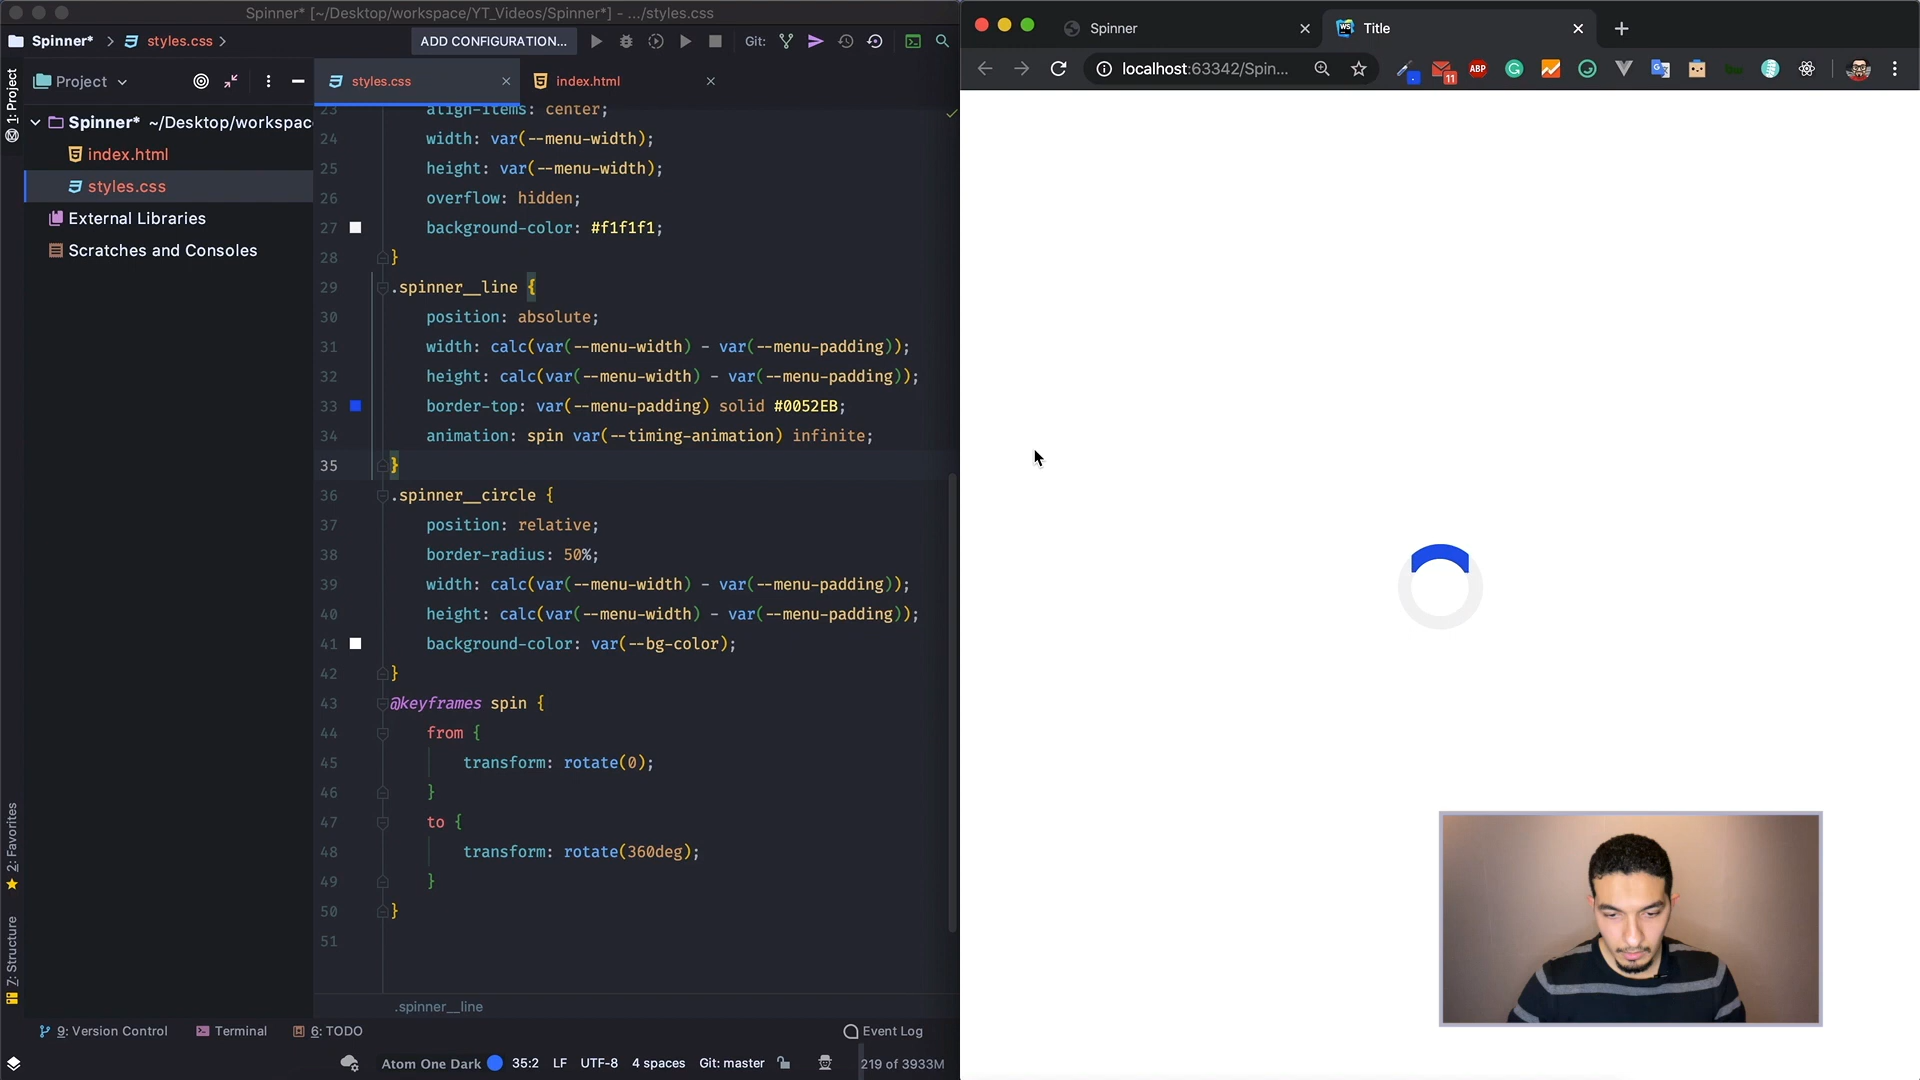 Spinner* [~/Desktop/workspace/YT_Videos/Spinner*] - .../styles.css
Spinner* > styles.css >
ADD CONFIGURATION...
Git:
Project
styles.css
index.html
1: Project
Spinner* ~/Desktop/workspac
index.html
styles.css
External Libraries
Scratches and Consoles
23 align-items: center;
24 width: var(--menu-width);
25 height: var(--menu-width);
26 overflow: hidden;
27 background-color: #f1f1f1;
28 }
29 .spinner__line {
30 position: absolute;
31 width: calc(var(--menu-width) - var(--menu-padding));
32 height: calc(var(--menu-width) - var(--menu-padding));
33 border-top: var(--menu-padding) solid #0052EB;
34 animation: spin var(--timing-animation) infinite;
35 }
36 .spinner__circle {
37 position: relative;
38 border-radius: 50%;
39 width: calc(var(--menu-width) - var(--menu-padding));
40 height: calc(var(--menu-width) - var(--menu-padding));
41 background-color: var(--bg-color);
42 }
43 @keyframes spin {
44 from {
45 transform: rotate(0);
46 }
47 to {
48 transform: rotate(360deg);
49 }
50 }
51
.spinner__line
2: Favorites
Z: Structure
9: Version Control
Terminal
6: TODO
Event Log
Atom One Dark
35:2
LF
UTF-8
4 spaces
Git: master
219 of 3933M
Spinner
WS
Title
localhost:63342/Spin...
11
ABP